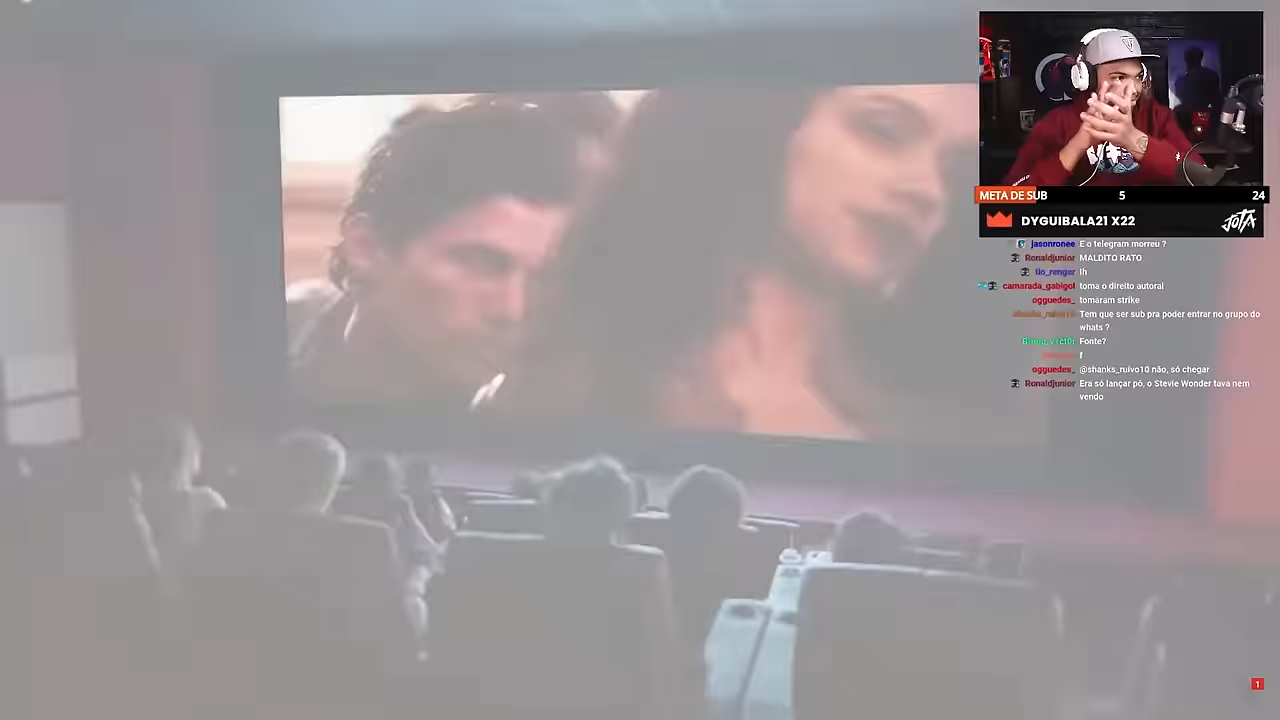 META DE SUB 5 24
DYGUIBALA21 X22
JOTA
jasonronee E o telegram morreu ?
Ronaldjunior MALDITO RATO
tio_renger Ih
camarada_gabigol toma o direito autoral
ogguedes_ tomaram strike
Tem que ser sub pra poder entrar no grupo do
whats ?
Fonte?
f
ogguedes_ @shanks_ruivo10 não, só chegar
Ronaldjunior Era só lançar pô, o Stevie Wonder tava nem
vendo
1